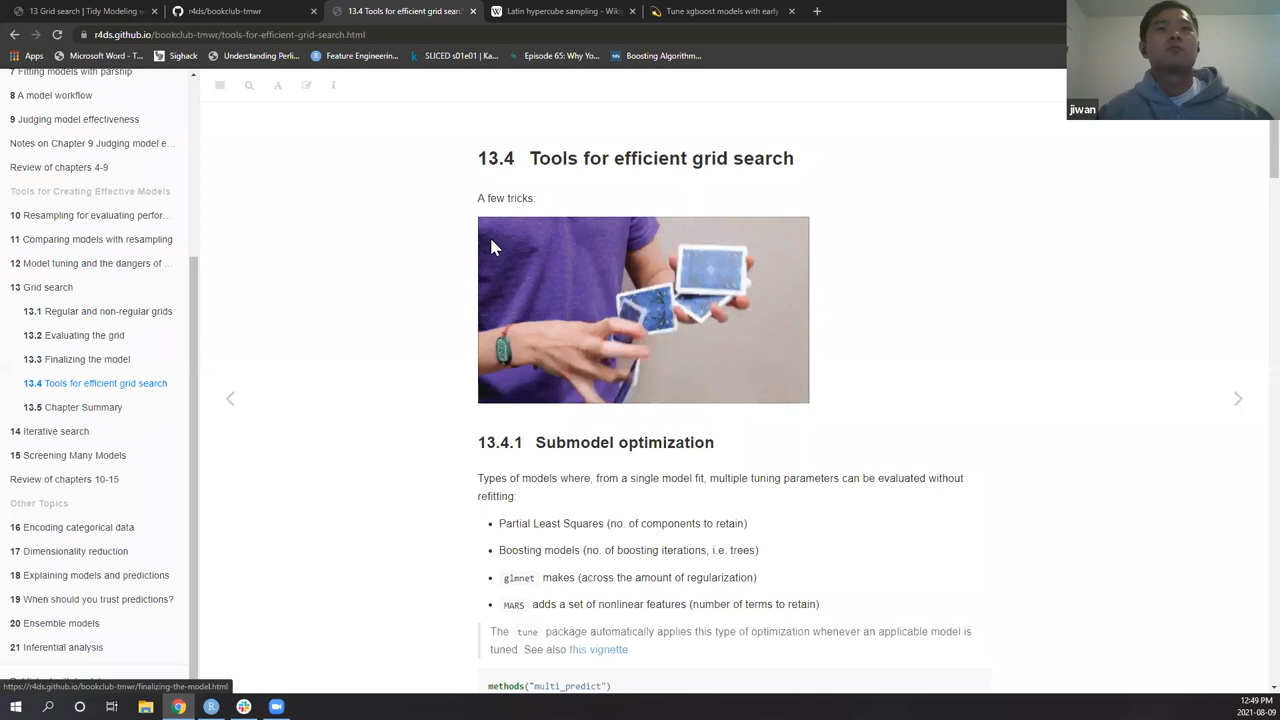 13 Grid search | Tidy Modeling
r4ds/bookclub-tmwr
13.4 Tools for efficient grid search
Latin hypercube sampling - Wiki
Tune xgboost models with early
r4ds.github.io/bookclub-tmwr/tools-for-efficient-grid-search.html
Apps
Microsoft Word - T...
Sighack
Understanding Perli...
Feature Engineerin...
SLICED s01e01 | Ka...
Episode 65: Why Yo...
Boosting Algorithm...
jiwan
7 Fitting models with parsnip
8 A model workflow
9 Judging model effectiveness
Notes on Chapter 9 Judging model e...
Review of chapters 4-9
Tools for Creating Effective Models
10 Resampling for evaluating perfor...
11 Comparing models with resampling
12 Model tuning and the dangers of ...
13 Grid search
13.1 Regular and non-regular grids
13.2 Evaluating the grid
13.3 Finalizing the model
13.4 Tools for efficient grid search
13.5 Chapter Summary
14 Iterative search
15 Screening Many Models
Review of chapters 10-15
Other Topics
16 Encoding categorical data
17 Dimensionality reduction
18 Explaining models and predictions
19 When should you trust predictions?
20 Ensemble models
21 Inferential analysis
https://r4ds.github.io/bookclub-tmwr/finalizing-the-model.html
13.4 Tools for efficient grid search
A few tricks:
13.4.1 Submodel optimization
Types of models where, from a single model fit, multiple tuning parameters can be evaluated without
refitting:
• Partial Least Squares (no. of components to retain)
• Boosting models (no. of boosting iterations, i.e. trees)
• glmnet makes (across the amount of regularization)
• MARS adds a set of nonlinear features (number of terms to retain)
The tune package automatically applies this type of optimization whenever an applicable model is
tuned. See also this vignette
methods("multi_predict")
12:49 PM
2021-08-09